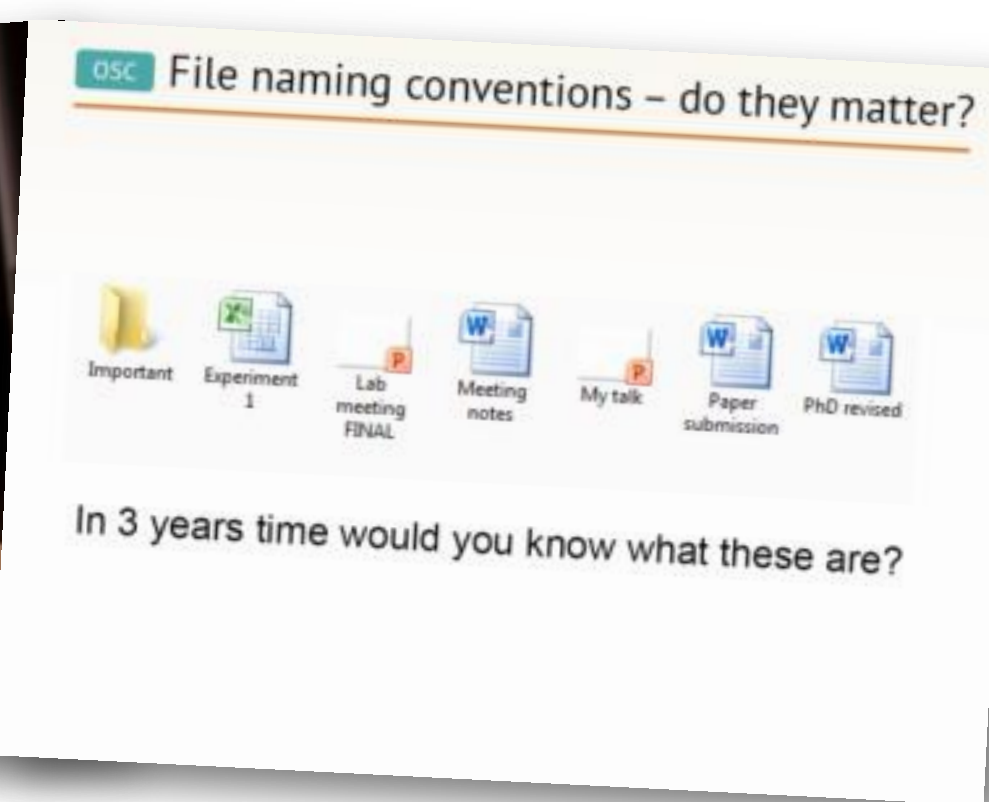 OSC File naming conventions – do they matter?
Important
Experiment
1
Lab
meeting
FINAL
Meeting
notes
My talk
Paper
submission
PhD revised
In 3 years time would you know what these are?